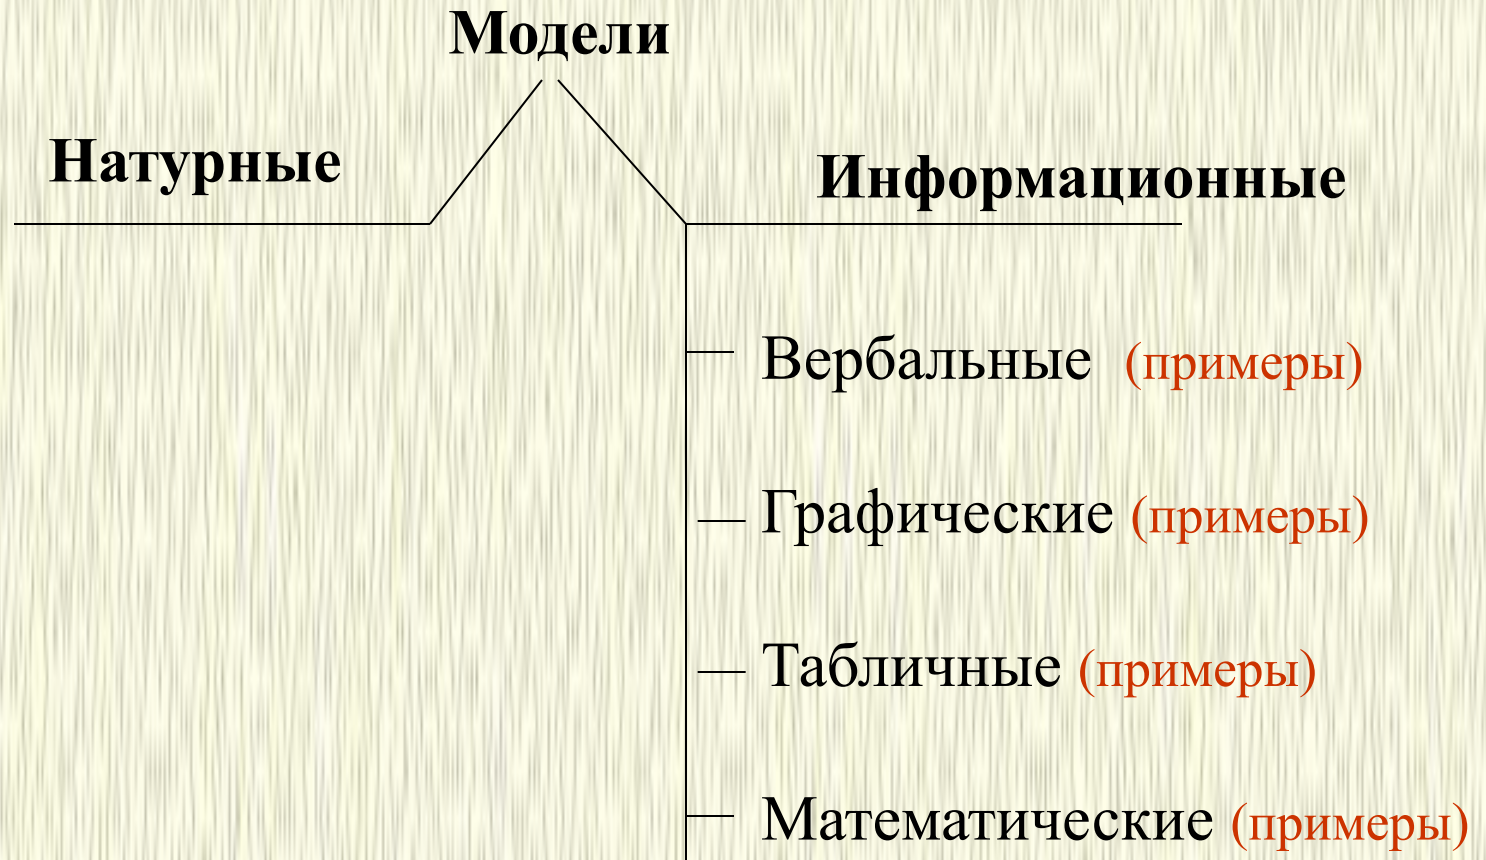 Модели
Натурные
Информационные
Вербальные (примеры)
Графические (примеры)
Табличные (примеры)
Математические (примеры)